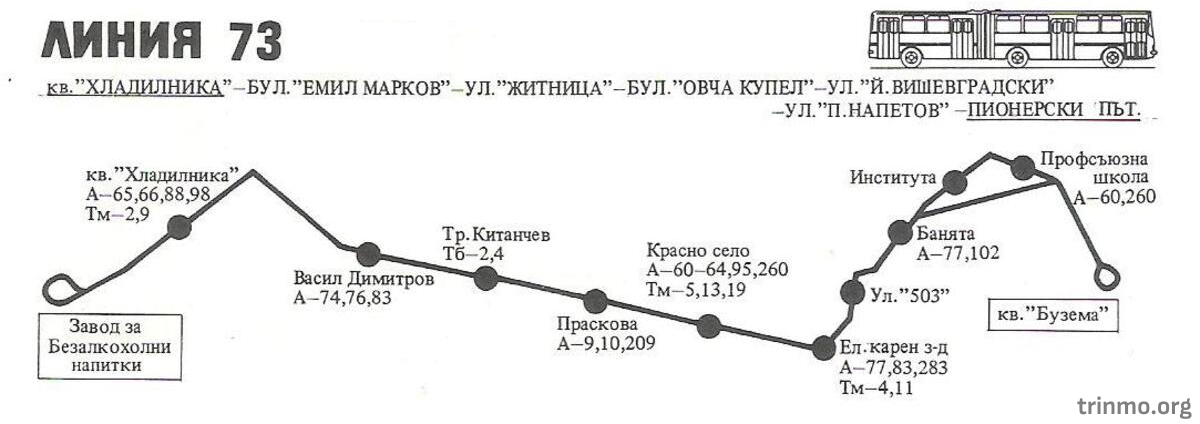 ЛИНИЯ 73
кв."ХЛАДИЛНИКА"–БУЛ."ЕМИЛ МАРКОВ"–УЛ."ЖИТНИЦА"–БУЛ."ОВЧА КУПЕЛ"–УЛ."Й.ВИШЕВГРАДСКИ"
–УЛ."П.НАПЕТОВ"–ПИОНЕРСКИ ПЪТ.
кв."Хладилника"
А–65,66,88,98
Тм–2,9
Завод за
Безалкохолни
напитки
Васил Димитров
А–74,76,83
Тр.Китанчев
Тб–2,4
Праскова
А–9,10,209
Красно село
А–60–64,95,260
Тм–5,13,19
Ел.карен з-д
А–77,83,283
Тм–4,11
Ул."503"
Банята
А–77,102
Института
Профсъюзна
школа
А–60,260
кв."Бузема"
trinmo.org